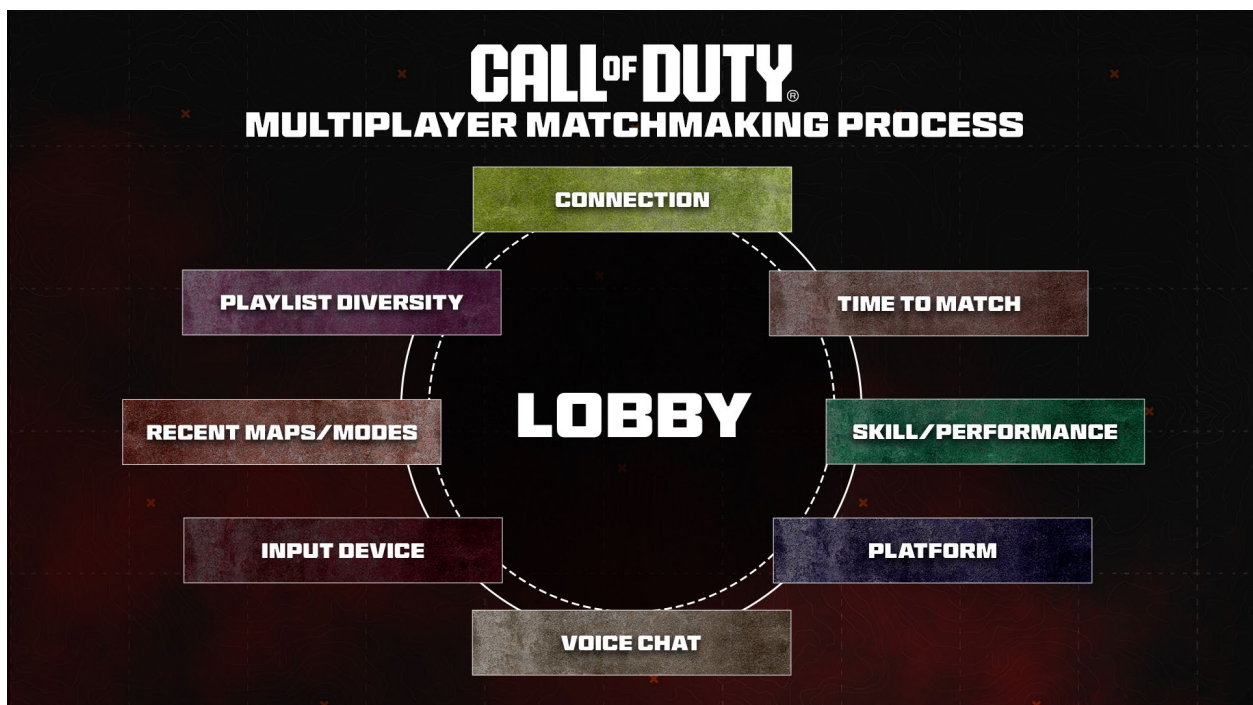 CALL OF DUTY®
MULTIPLAYER MATCHMAKING PROCESS
CONNECTION
PLAYLIST DIVERSITY
TIME TO MATCH
RECENT MAPS/MODES
LOBBY
SKILL/PERFORMANCE
INPUT DEVICE
PLATFORM
VOICE CHAT